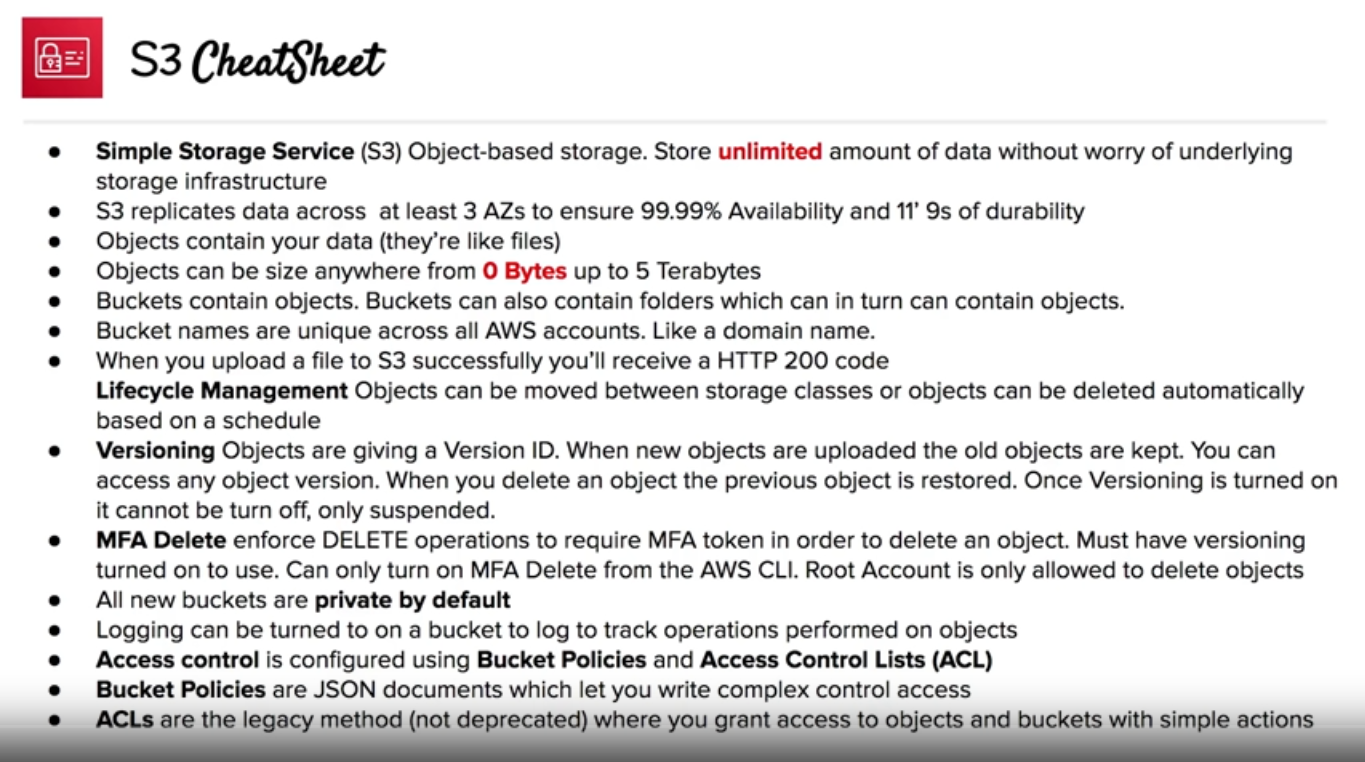 S3 CheatSheet
● Simple Storage Service (S3) Object-based storage. Store unlimited amount of data without worry of underlying
storage infrastructure
● S3 replicates data across  at least 3 AZs to ensure 99.99% Availability and 11' 9s of durability
● Objects contain your data (they're like files)
● Objects can be size anywhere from 0 Bytes up to 5 Terabytes
● Buckets contain objects. Buckets can also contain folders which can in turn can contain objects.
● Bucket names are unique across all AWS accounts. Like a domain name.
● When you upload a file to S3 successfully you'll receive a HTTP 200 code
Lifecycle Management Objects can be moved between storage classes or objects can be deleted automatically
based on a schedule
● Versioning Objects are giving a Version ID. When new objects are uploaded the old objects are kept. You can
access any object version. When you delete an object the previous object is restored. Once Versioning is turned on
it cannot be turn off, only suspended.
● MFA Delete enforce DELETE operations to require MFA token in order to delete an object. Must have versioning
turned on to use. Can only turn on MFA Delete from the AWS CLI. Root Account is only allowed to delete objects
● All new buckets are private by default
● Logging can be turned to on a bucket to log to track operations performed on objects
● Access control is configured using Bucket Policies and Access Control Lists (ACL)
● Bucket Policies are JSON documents which let you write complex control access
● ACLs are the legacy method (not deprecated) where you grant access to objects and buckets with simple actions